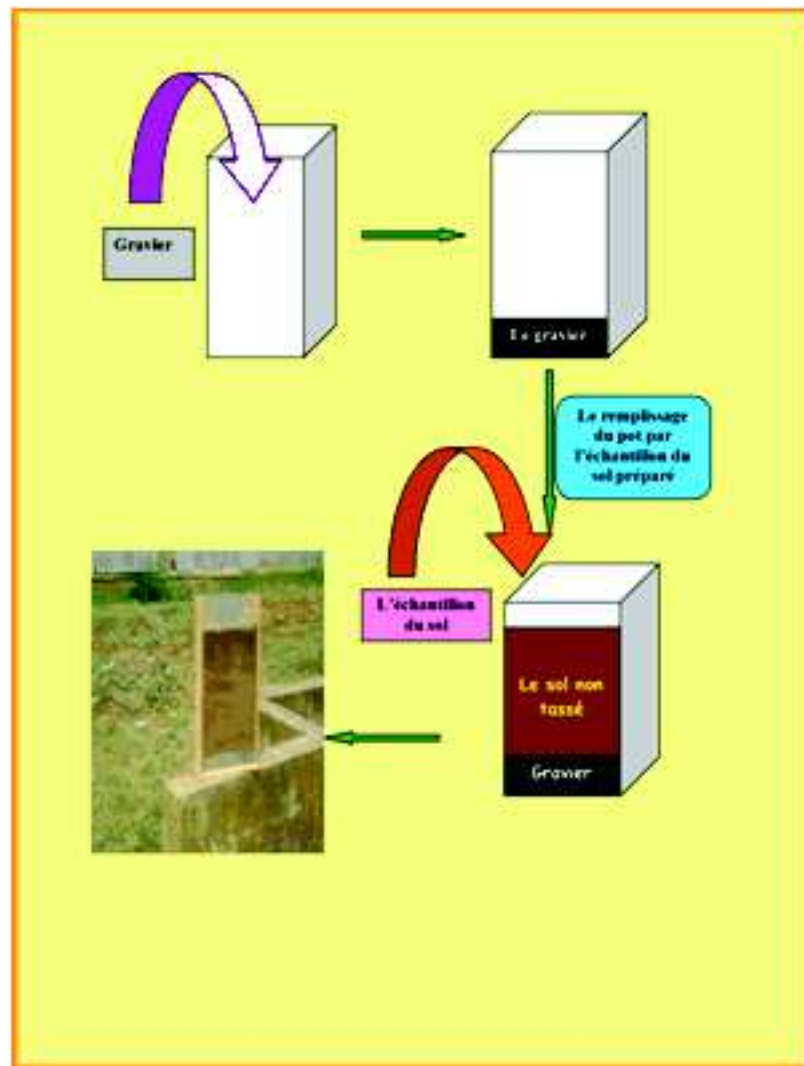 Gravier
Le gravier
Le remplissage
du pot par
l'échantillon du
sol préparé
L'échantillon
du sol
Le sol non
tassé
Gravier